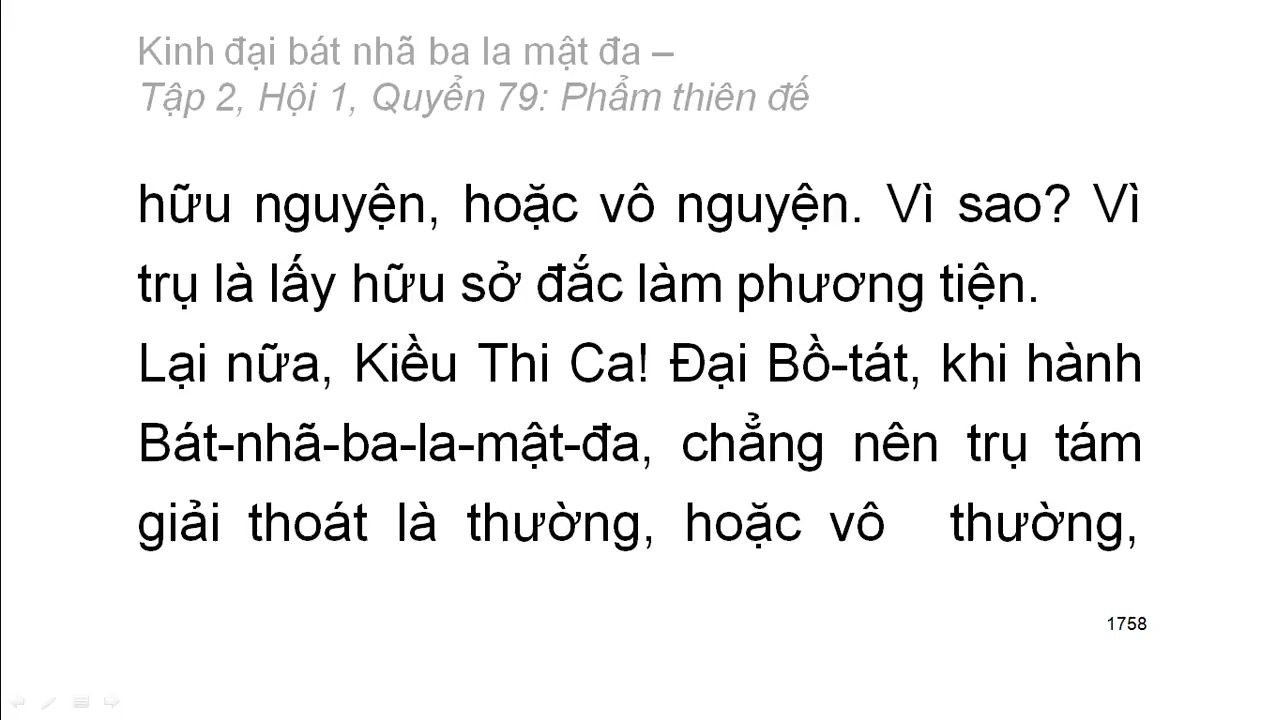 Kinh đại bát nhã ba la mật đa –
Tập 2, Hội 1, Quyển 79: Phẩm thiên đế
hữu nguyện, hoặc vô nguyện. Vì sao? Vì
trụ là lấy hữu sở đắc làm phương tiện.
Lại nữa, Kiều Thi Ca! Đại Bồ-tát, khi hành
Bát-nhã-ba-la-mật-đa, chẳng nên trụ tám
giải thoát là thường, hoặc vô thường,
1758